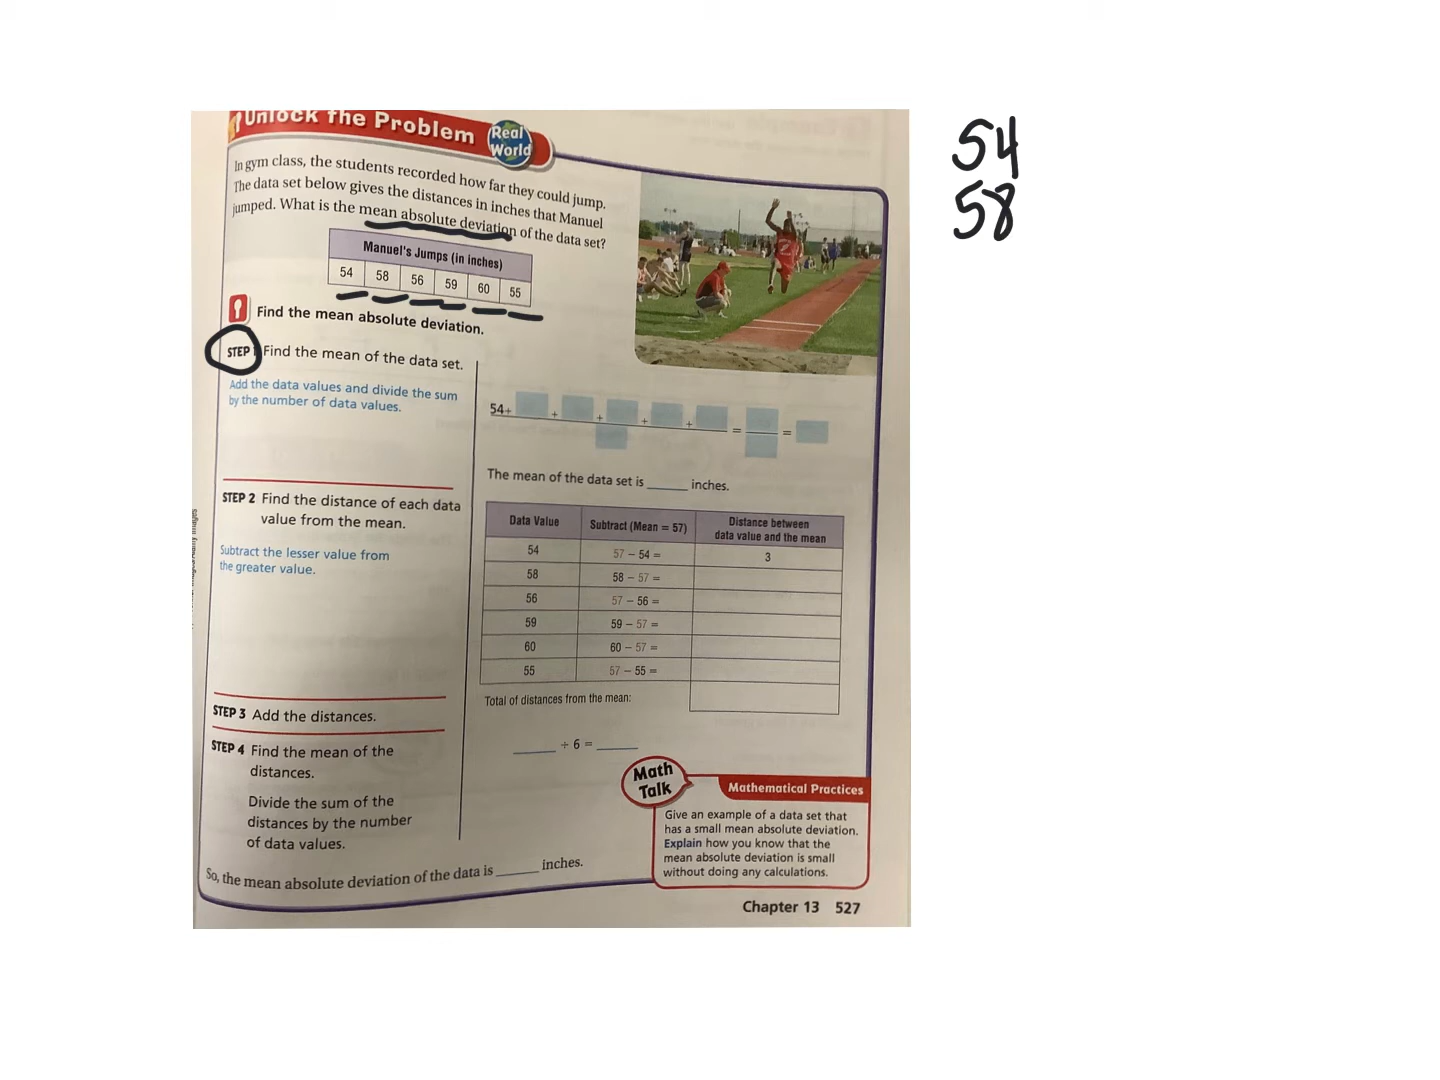 Unlock the Problem Real World
In gym class, the students recorded how far they could jump.
The data set below gives the distances in inches that Manuel
jumped. What is the mean absolute deviation of the data set?
Manuel's Jumps (in inches)
54 58 56 59 60 55
Find the mean absolute deviation.
STEP Find the mean of the data set.
Add the data values and divide the sum
by the number of data values.
54+ + + + + = =
The mean of the data set is ______ inches.
STEP 2 Find the distance of each data
value from the mean.
Subtract the lesser value from
the greater value.
Data Value Subtract (Mean = 57) Distance between
data value and the mean
54 57 − 54 = 3
58 58 − 57 =
56 57 − 56 =
59 59 − 57 =
60 60 − 57 =
55 57 − 55 =
Total of distances from the mean:
STEP 3 Add the distances.
STEP 4 Find the mean of the
distances.
Divide the sum of the
distances by the number
of data values.
______ ÷ 6 = ______
So, the mean absolute deviation of the data is ______ inches.
Math
Talk
Mathematical Practices
Give an example of a data set that
has a small mean absolute deviation.
Explain how you know that the
mean absolute deviation is small
without doing any calculations.
Chapter 13 527
54
58